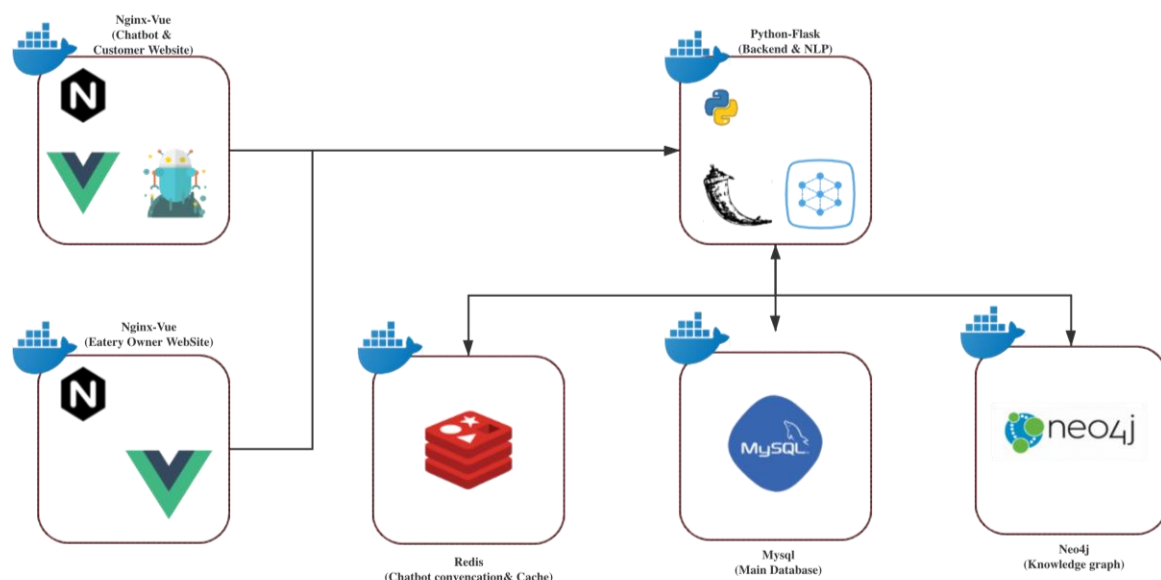 Nginx-Vue
(Chatbot &
Customer Website)
N
Python-Flask
(Backend & NLP)
Nginx-Vue
(Eatery Owner WebSite)
N
MySQL
neo4j
Redis
(Chatbot convencation& Cache)
Mysql
(Main Database)
Neo4j
(Knowledge graph)